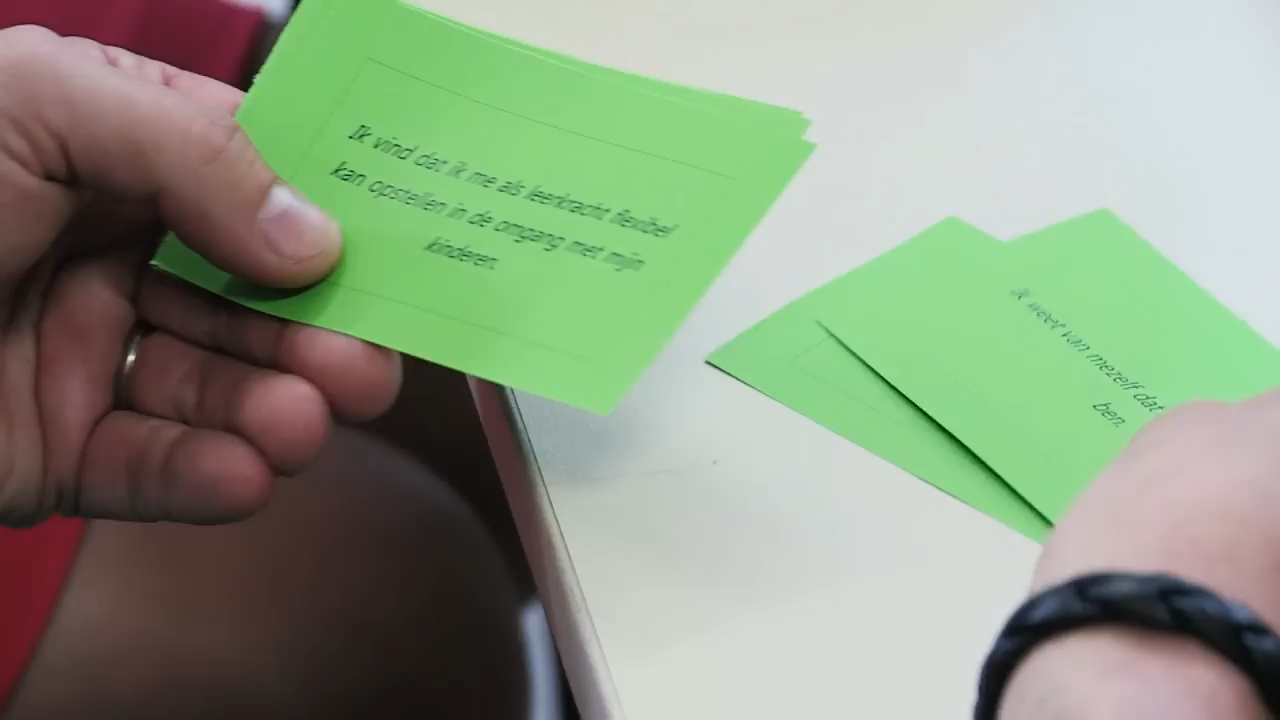 Ik vind dat ik me als leerkracht flexibel
kan opstellen in de omgang met mijn
kinderen.
Ik weet van mezelf dat
ben.